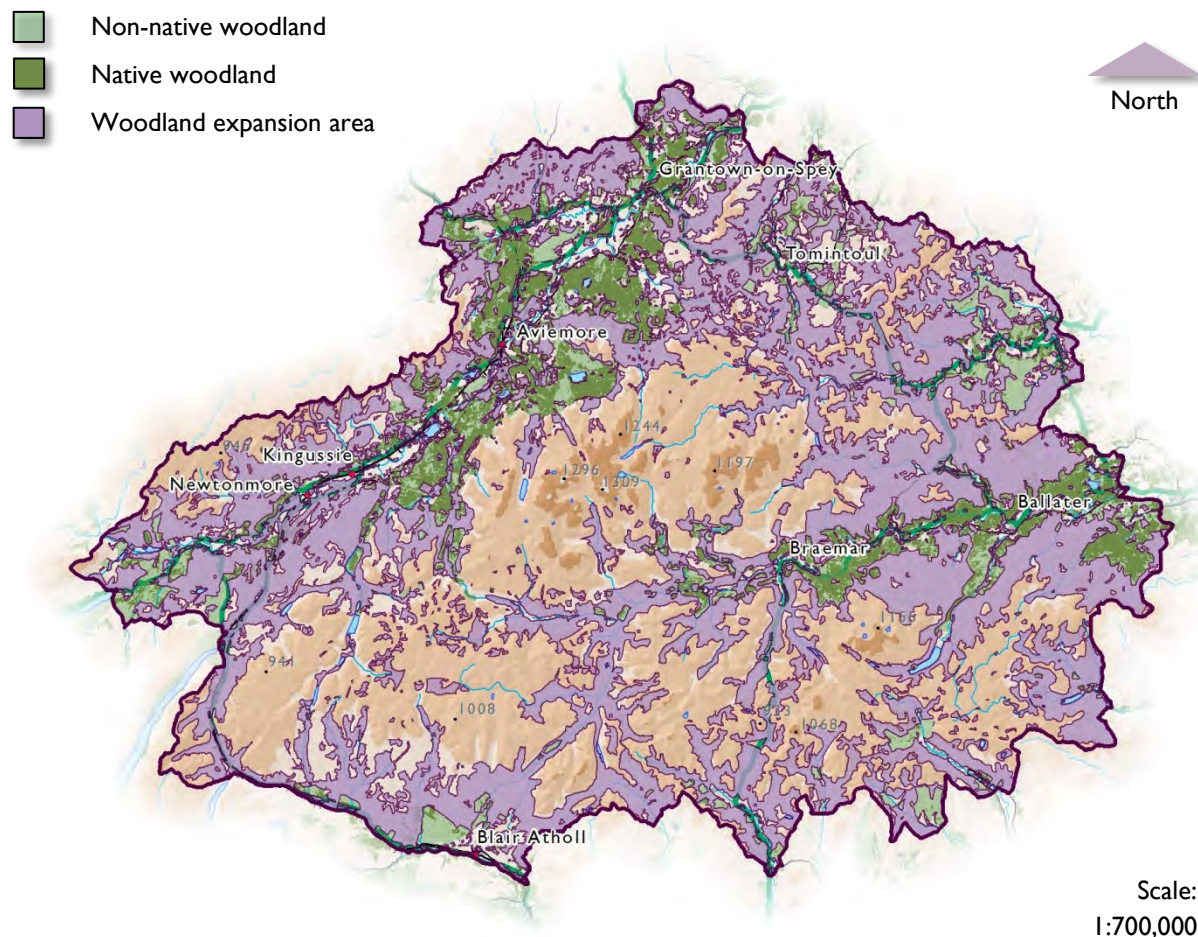 Non-native woodland
Native woodland
Woodland expansion area
North
Grantown-on-Spey
Tomintoul
Aviemore
1244
1296
1309
1197
Kingussie
Newtonmore
Ballater
Braemar
941
1008
1068
Blair Atholl
Scale:
1:700,000